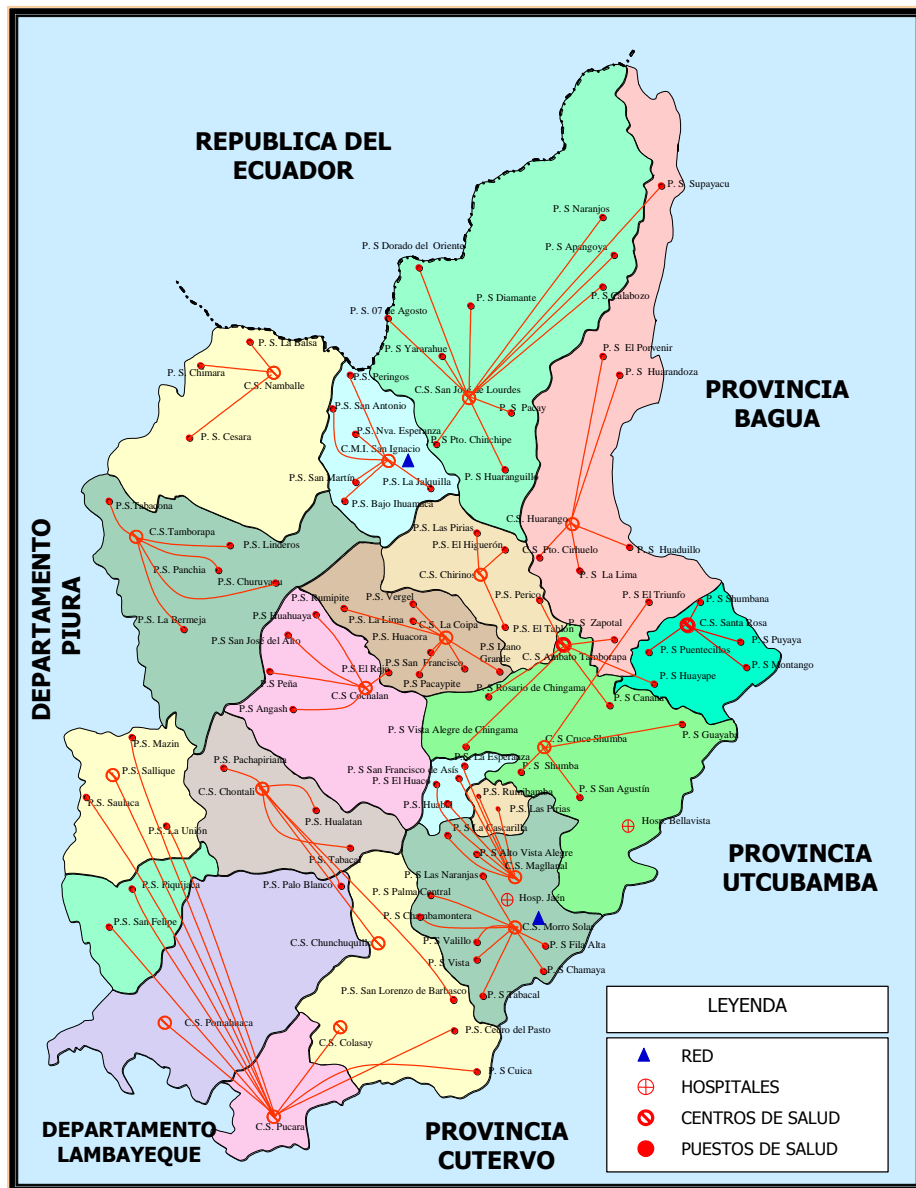 REPUBLICA DEL
ECUADOR
P. S Supayacu
P. S Naranjos
P. S Dorado del Oriente
P. S Apangoya
P. S Diamante
P. S Calabozo
P. S. 07 de Agosto
P. S. La Balsa
P. S Yararahue
P. S El Porvenir
P. S. Chimara
P.S. Peringos
P. S Huarandoza
C.S. Namballe
C.S. San José de Lourdes
PROVINCIA
BAGUA
P.S. San Antonio
P. S Pacay
P. S. Cesara
P.S. Nva. Esperanza
P. S Pto. Chinchipe
C.M.I. San Ignacio
P.S. San Martín
P.S. La Jalquilla
P. S Huaranguillo
P.S. Bajo Ihuamaca
P.S.Tabacona
C.S. Huarango
P.S. Las Pirias
C.S.Tamborapa
P.S. Linderos
P.S. El Higuerón
C.S Pto. Cirhuelo
P. S Huaduillo
P.S. Panchia
C.S. Chirinos
P. S La Lima
P.S. Churuyacu
DEPARTAMENTO
PIURA
P.S. Rumipite
P.S. Vergel
P.S. Perico
P. S El Triunfo
P. S Shumbana
P.S. La Bermeja
P.S Huahuaya
P.S. La Lima
C.S. La Coipa
P. S Zapotal
C.S. Santa Rosa
P.S. Huacora
P.S. El Tablón
P. S San José del Alto
P. S Puyaya
P.S Llano
Grande
C. S Ambato Tamborapa
P. S Puentecillos
P.S El Rejo
P.S San Francisco
P. S Montango
P.S Peña
P.S Pacaypite
P. S Huayape
C.S Cochalan
P. S Rosario de Chingama
P. S Canana
P.S Angash
P. S Vista Alegre de Chingama
P. S Guayaba
P.S. Mazin
C. S Cruce Shumba
P.S. Sallique
P.S. Pachapiriana
P.S. La Esperanza
P. S San Francisco de Asís
P. S Shumba
P. S El Huaco
C.S. Chontali
P.S. Rumibamba
P.S San Agustín
P.S. Saulaca
P.S. Las Pirias
P.S. Hualatan
P.S. La Unión
P. S La Cascarilla
Hosp. Bellavista
P.S. Tabacal
P. S Alto Vista Alegre
C.S. Magllanal
P.S. Piquijaca
P.S. Palo Blanco
P. S Las Naranjas
PROVINCIA
UTCUBAMBA
P. S Palma Central
Hosp. Jaén
P.S. San Felipe
P. S Chambamontera
C.S. Morro Solar
C.S. Chunchuquillo
P. S Valillo
P. S Fila Alta
P. S Vista
P. S Chamaya
P.S. San Lorenzo de Barbasco
P. S Tabacal
C.S. Pomahuaca
C.S. Colasay
P.S. Cedro del Pasto
P. S Cuica
C.S. Pucara
DEPARTAMENTO
LAMBAYEQUE
PROVINCIA
CUTERVO
LEYENDA
RED
HOSPITALES
CENTROS DE SALUD
PUESTOS DE SALUD